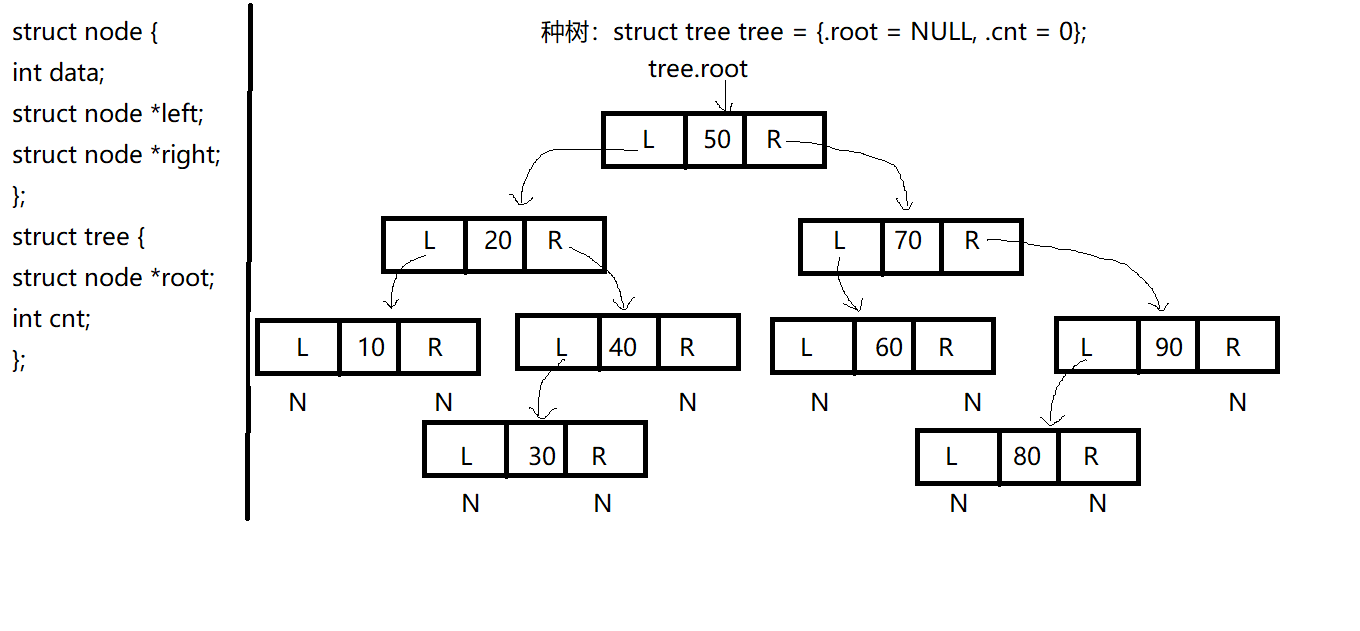 struct node {
int data;
struct node *left;
struct node *right;
};
struct tree {
struct node *root;
int cnt;
};
种树：struct tree tree = {.root = NULL, .cnt = 0};
tree.root
L 50 R
L 20 R
L 70 R
L 10 R
L 40 R
L 60 R
L 90 R
N N N N N N
L 30 R
L 80 R
N N N N